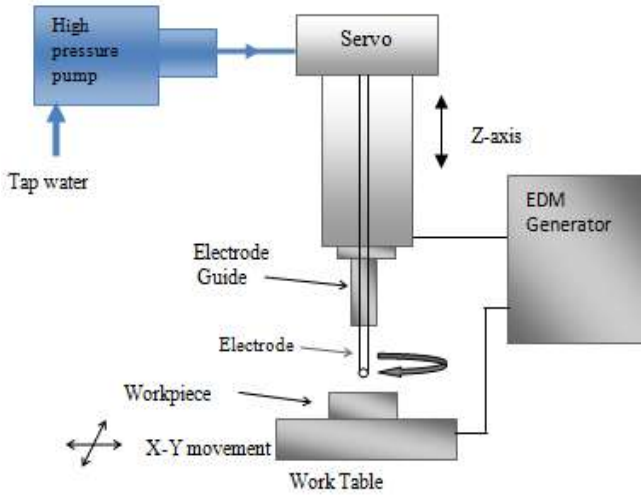 High
pressure
pump
Servo
Tap water
Z-axis
EDM
Generator
Electrode
Guide
Electrode
Workpiece
X-Y movement
Work Table